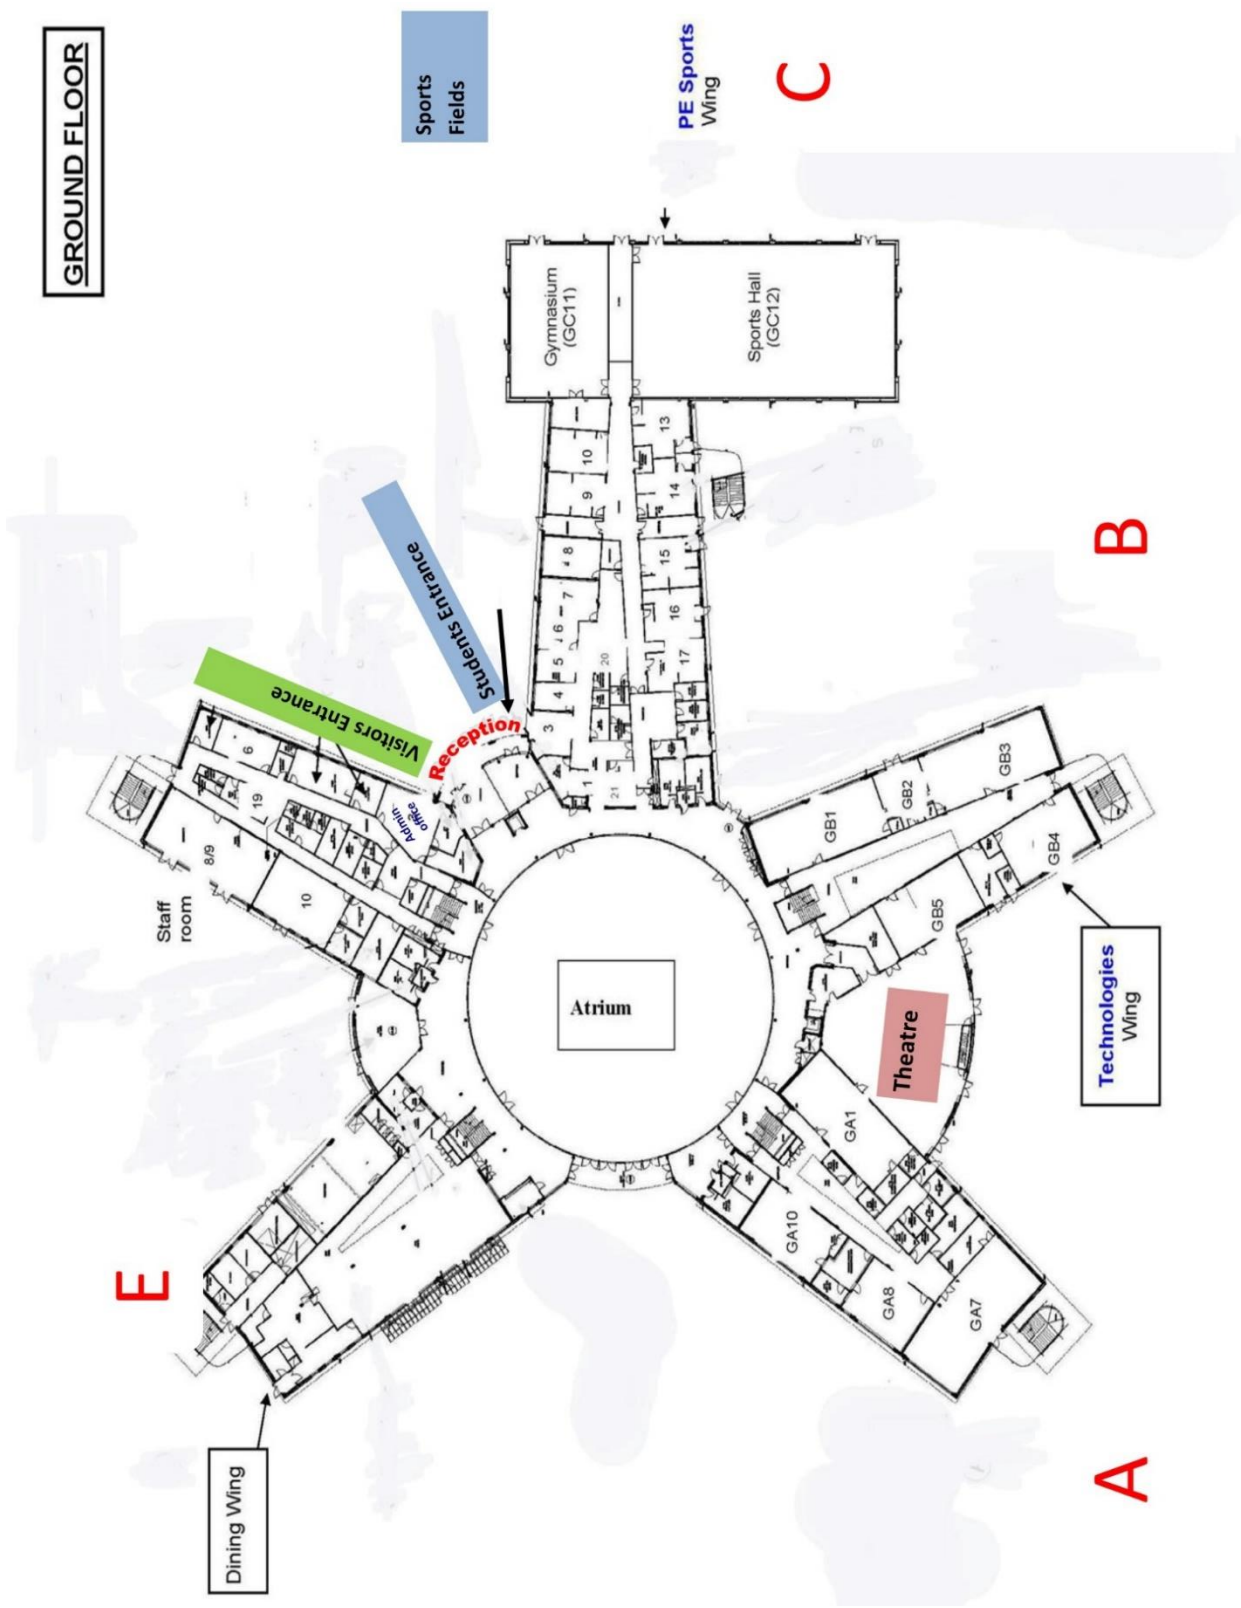 GROUND FLOOR
Sports
Fields
PE Sports
Wing
C
Gymnasium
(GC11)
Sports Hall
(GC12)
10
9
8
7
6
5
4
3
1
21
20
13
14
15
16
17
Students Entrance
Visitors Entrance
Reception
Admin.
office
6
19
8/9
10
Staff
room
B
GB1
GB2
GB3
GB4
GB5
Technologies
Wing
Atrium
Theatre
GA1
GA10
GA8
GA7
A
E
Dining Wing